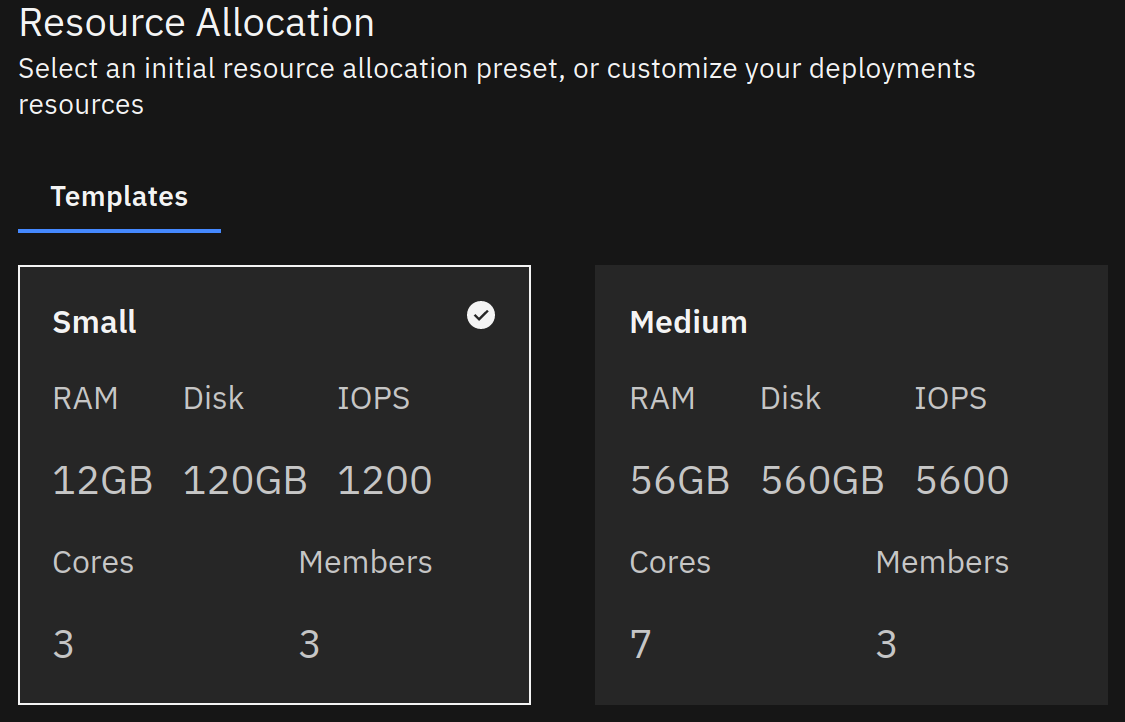 Resource Allocation
Select an initial resource allocation preset, or customize your deployments
resources
Templates
Small
RAM Disk IOPS
12GB 120GB 1200
Cores Members
3 3
Medium
RAM Disk IOPS
56GB 560GB 5600
Cores Members
7 3